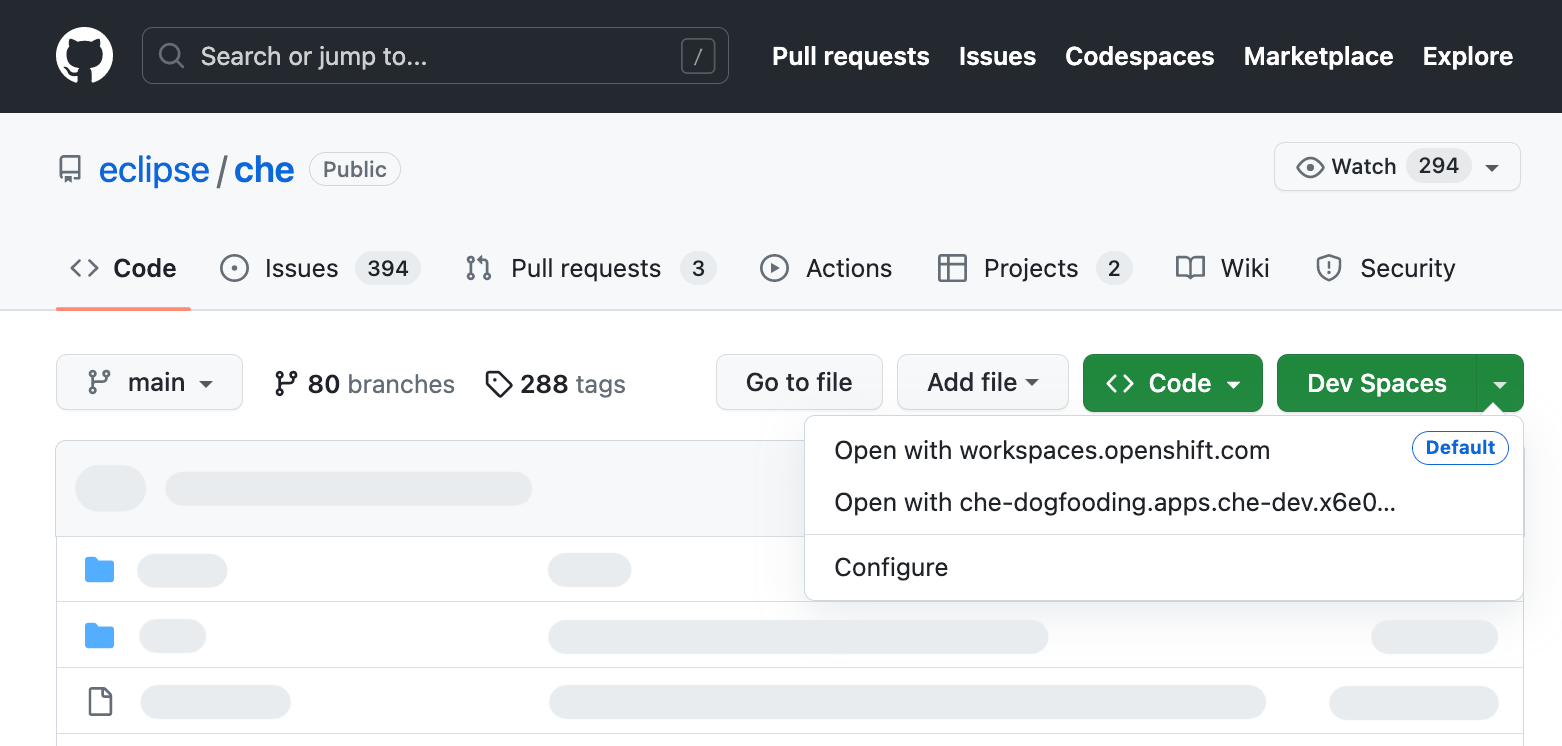 Search or jump to... /
Pull requests Issues Codespaces Marketplace Explore
eclipse / che Public
Watch 294
Code Issues 394 Pull requests 3 Actions Projects 2 Wiki Security
main 80 branches 288 tags Go to file Add file Code Dev Spaces
Open with workspaces.openshift.com Default
Open with che-dogfooding.apps.che-dev.x6e0...
Configure